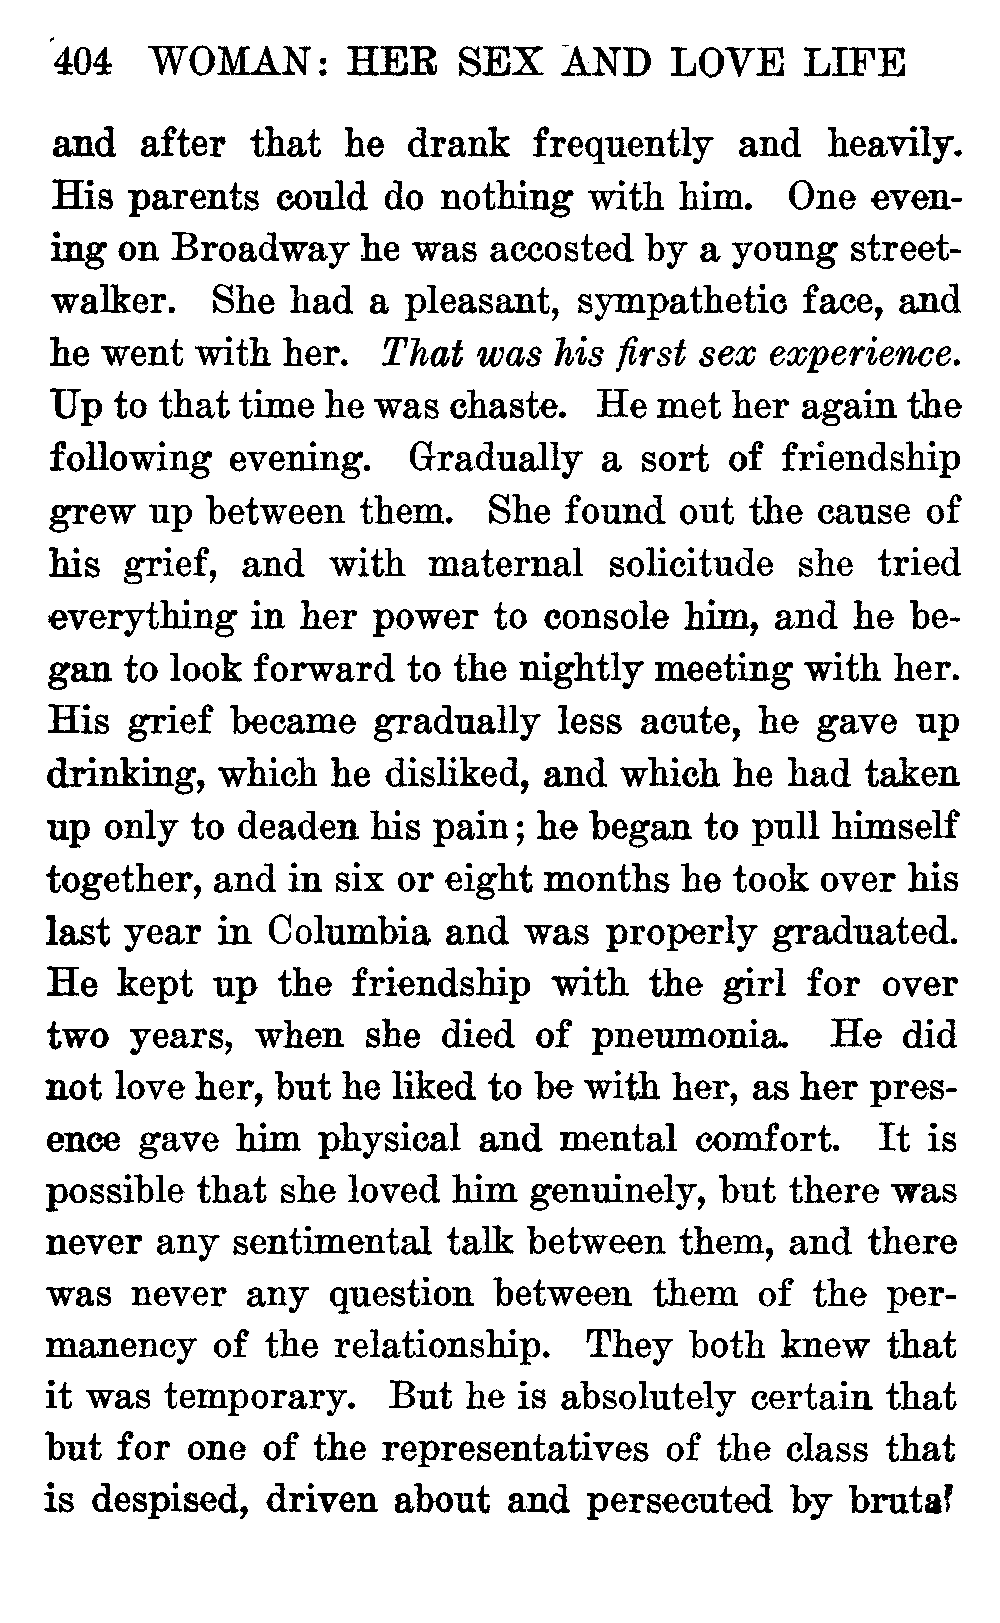 404 WOMAN: HER SEX AND LOVE LIFE
and after that he drank frequently and heavily.
His parents could do nothing with him. One even-
ing on Broadway he was accosted by a young street-
walker. She had a pleasant, sympathetic face, and
he went with her. That was his first sex experience.
Up to that time he was chaste. He met her again the
following evening. Gradually a sort of friendship
grew up between them. She found out the cause of
his grief, and with maternal solicitude she tried
everything in her power to console him, and he be-
gan to look forward to the nightly meeting with her.
His grief became gradually less acute, he gave up
drinking, which he disliked, and which he had taken
up only to deaden his pain; he began to pull himself
together, and in six or eight months he took over his
last year in Columbia and was properly graduated.
He kept up the friendship with the girl for over
two years, when she died of pneumonia. He did
not love her, but he liked to be with her, as her pres-
ence gave him physical and mental comfort. It is
possible that she loved him genuinely, but there was
never any sentimental talk between them, and there
was never any question between them of the per-
manency of the relationship. They both knew that
it was temporary. But he is absolutely certain that
but for one of the representatives of the class that
is despised, driven about and persecuted by brutal